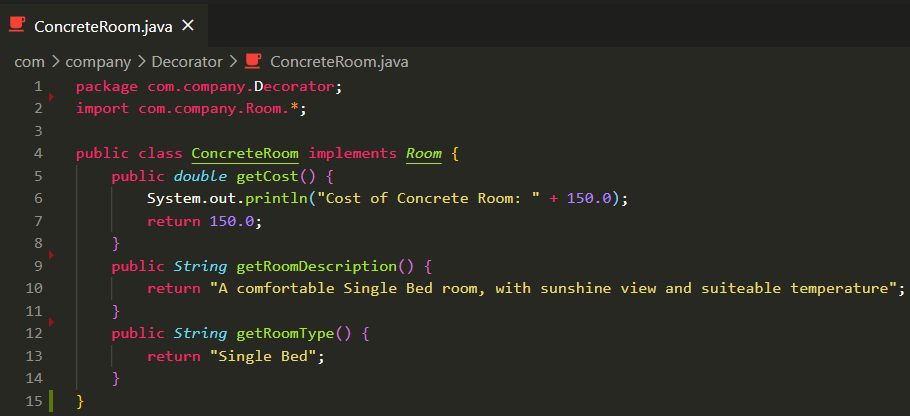 ConcreteRoom.java ×
com > company > Decorator > ConcreteRoom.java
1 package com.company.Decorator;
2 import com.company.Room.*;
3
4 public class ConcreteRoom implements Room {
5 public double getCost() {
6 System.out.println("Cost of Concrete Room: " + 150.0);
7 return 150.0;
8 }
9 public String getRoomDescription() {
10 return "A comfortable Single Bed room, with sunshine view and suiteable temperature";
11 }
12 public String getRoomType() {
13 return "Single Bed";
14 }
15 }